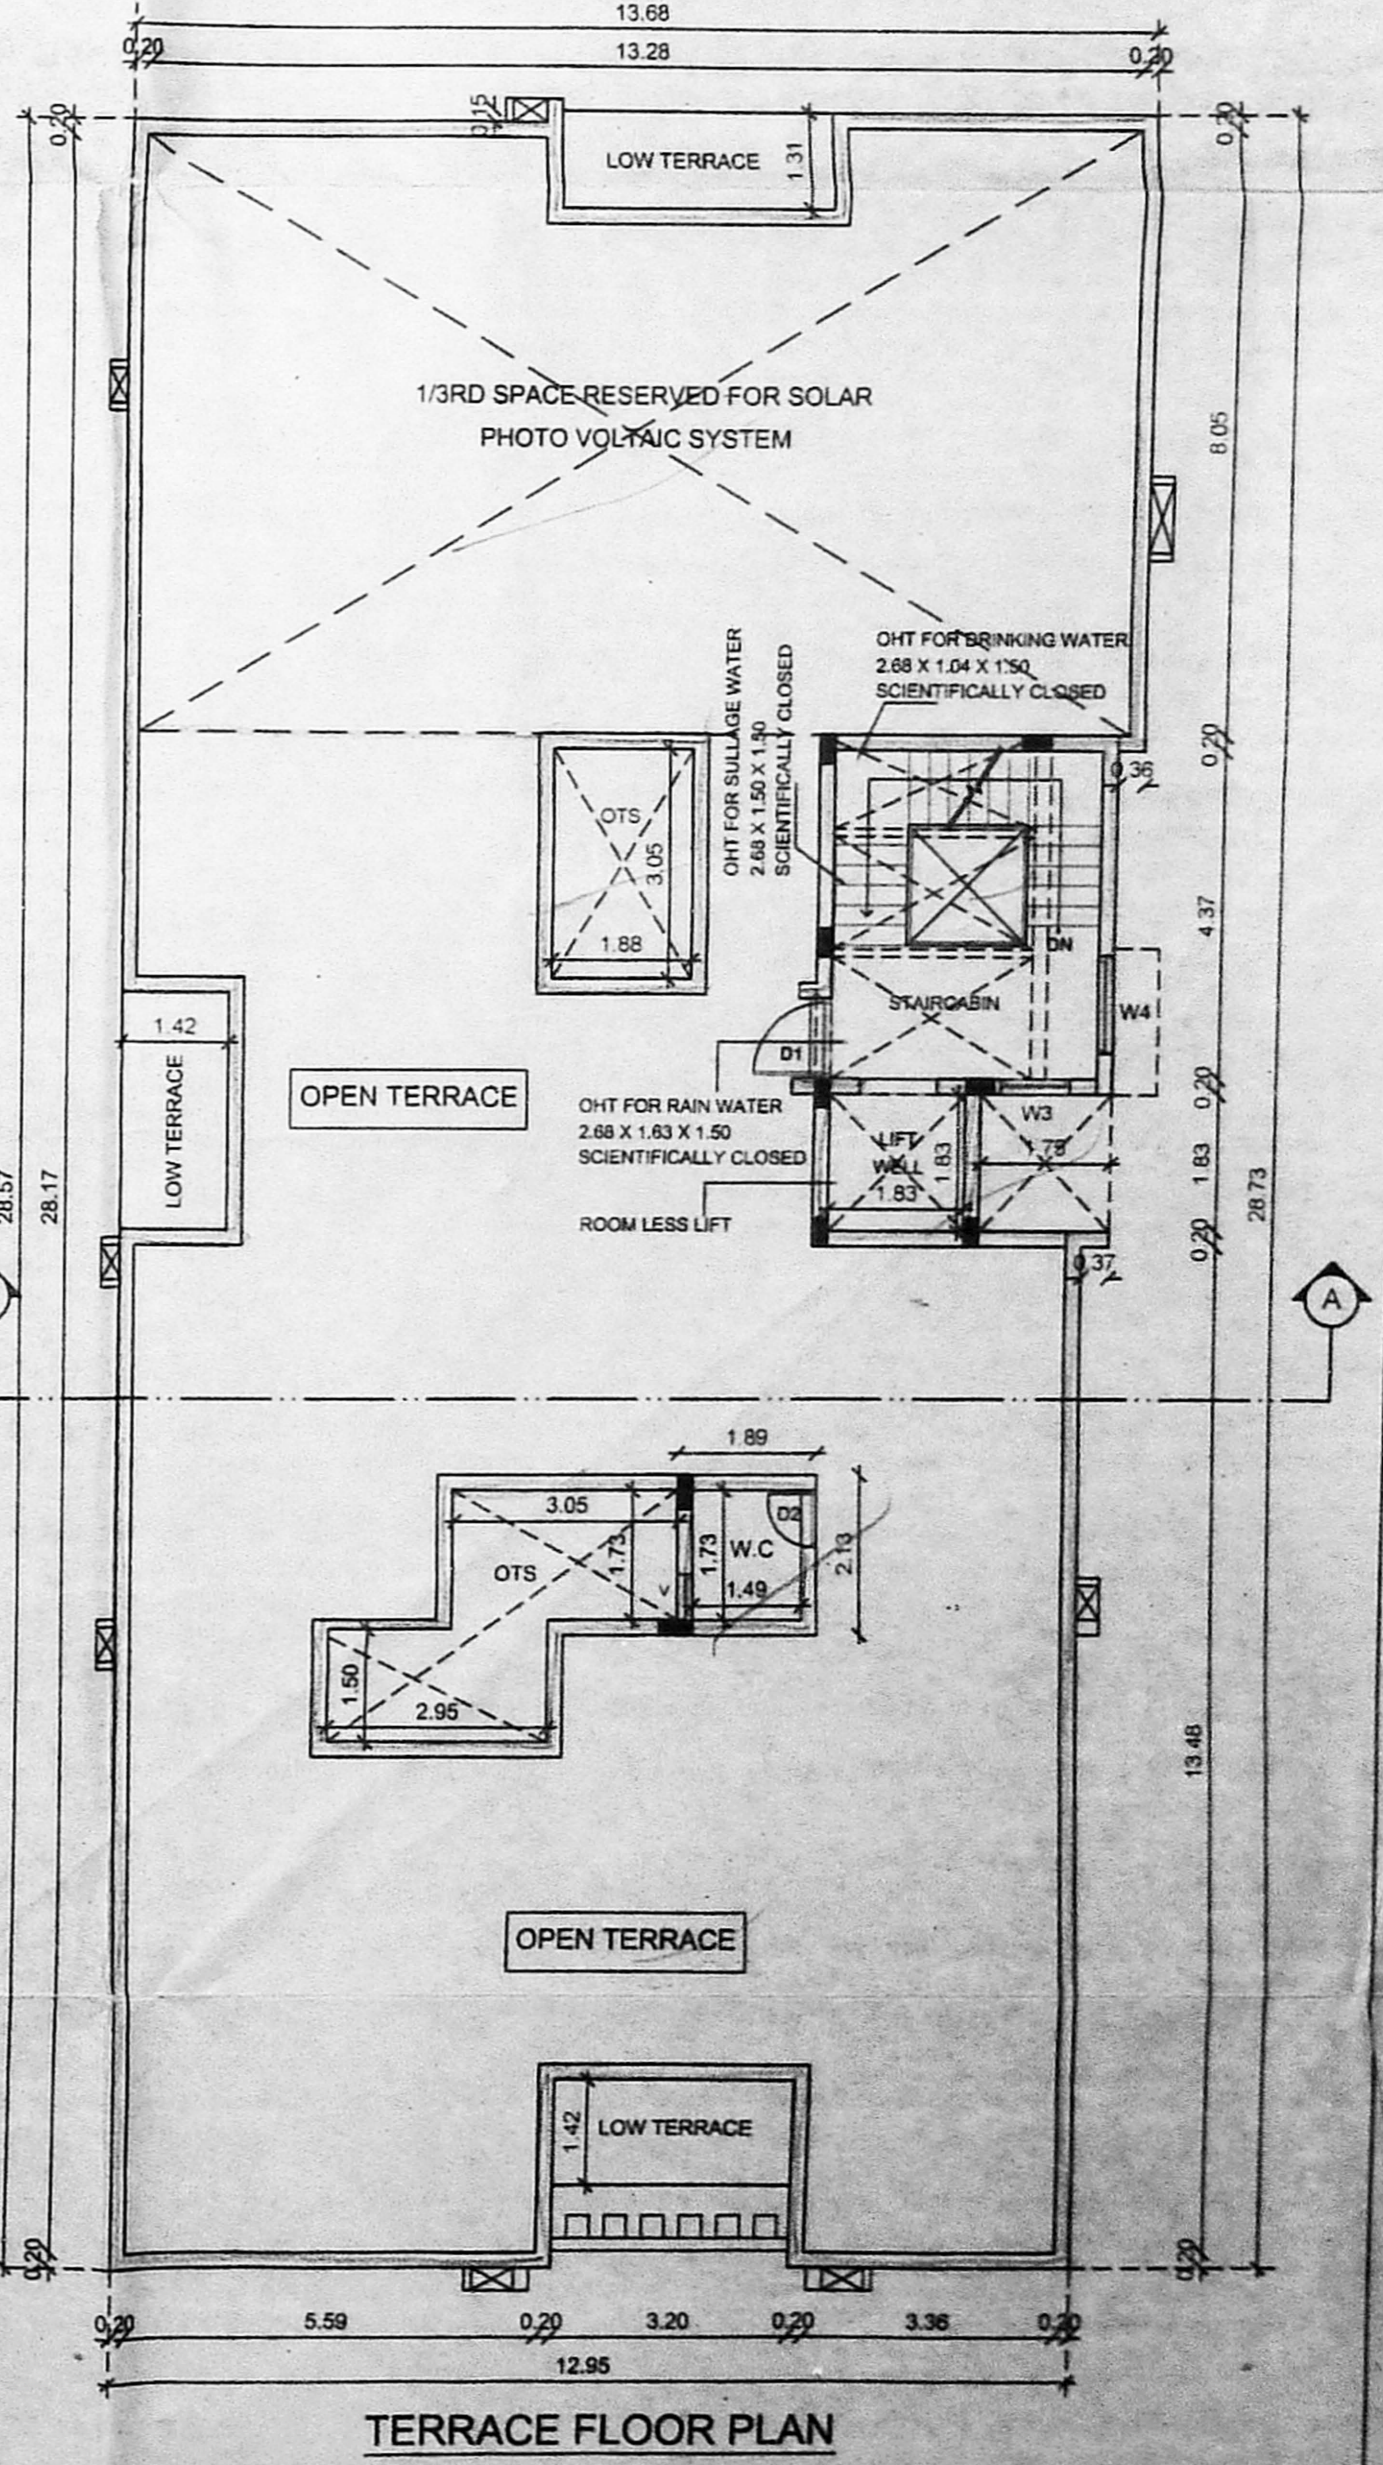 13.68
0.20
13.28
0.20
0.15
0.20
0.20
LOW TERRACE
1.31
1/3RD SPACE RESERVED FOR SOLAR
PHOTO VOLTAIC SYSTEM
8.05
OHT FOR DRINKING WATER
2.68 X 1.04 X 1.50
SCIENTIFICALLY CLOSED
OHT FOR SULLAGE WATER
2.68 X 1.50 X 1.50
SCIENTIFICALLY CLOSED
0.20
0.36
OTS
3.05
1.88
4.37
DN
STAIRCABIN
W4
1.42
LOW TERRACE
D1
OPEN TERRACE
OHT FOR RAIN WATER
2.68 X 1.63 X 1.50
SCIENTIFICALLY CLOSED
0.20
W3
LIFT
WELL
1.83
1.83
1.83
28.57
28.17
28.73
ROOM LESS LIFT
0.20
0.37
A
1.89
3.05
D2
1.73
1.73
W.C
2.13
OTS
V
1.49
1.50
2.95
13.48
OPEN TERRACE
1.42
LOW TERRACE
0.20
0.20
0.20
5.59
0.20
3.20
0.20
3.36
0.20
12.95
TERRACE FLOOR PLAN